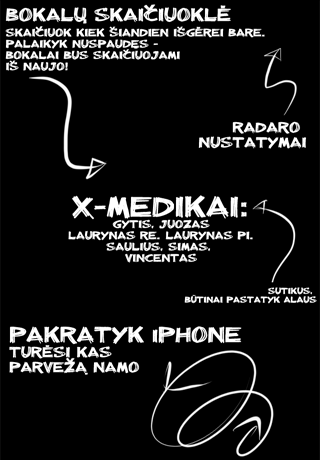 BOKALŲ SKAIČIUOKLĖ
SKAIČIUOK KIEK ŠIANDIEN IŠGĖREI BARE.
PALAIKYK NUSPAUDĘS -
BOKALAI BUS SKAIČIUOJAMI
IŠ NAUJO!
RADARO
NUSTATYMAI
X-MEDIKAI:
GYTIS, JUOZAS
LAURYNAS RE. LAURYNAS PI.
SAULIUS, SIMAS,
VINCENTAS
SUTIKUS,
BŪTINAI PASTATYK ALAUS
PAKRATYK iPHONE
TURĖSI KAS
PARVEŽĄ NAMO